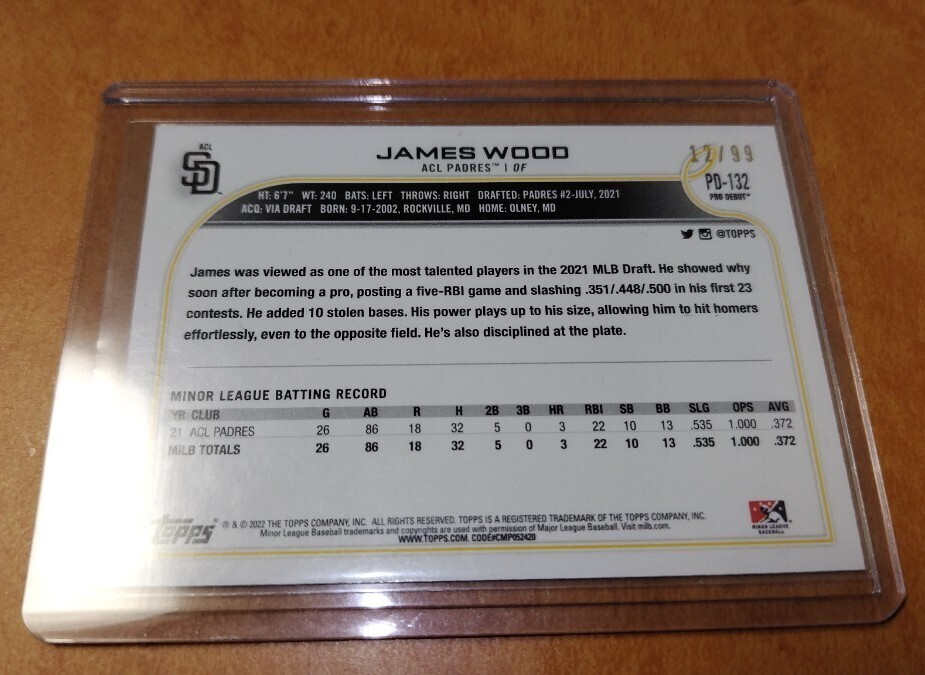 ACL
SD
JAMES WOOD
12/99
ACL PADRES™ | OF
PD-132
PRO DEBUT™
HT: 6'7" WT: 240 BATS: LEFT THROWS: RIGHT DRAFTED: PADRES #2-JULY, 2021
ACQ: VIA DRAFT BORN: 9-17-2002, ROCKVILLE, MD HOME: OLNEY, MD
@TOPPS
James was viewed as one of the most talented players in the 2021 MLB Draft. He showed why
soon after becoming a pro, posting a five-RBI game and slashing .351/.448/.500 in his first 23
contests. He added 10 stolen bases. His power plays up to his size, allowing him to hit homers
effortlessly, even to the opposite field. He's also disciplined at the plate.
MINOR LEAGUE BATTING RECORD
YR CLUB G AB R H 2B 3B HR RBI SB BB SLG OPS AVG
21 ACL PADRES 26 86 18 32 5 0 3 22 10 13 .535 1.000 .372
MILB TOTALS 26 86 18 32 5 0 3 22 10 13 .535 1.000 .372
topps
® & © 2022 THE TOPPS COMPANY, INC. ALL RIGHTS RESERVED. TOPPS IS A REGISTERED TRADEMARK OF THE TOPPS COMPANY, INC.
Minor League Baseball trademarks and copyrights are used with permission of Major League Baseball. Visit milb.com.
WWW.TOPPS.COM. CODE#CMP052420
MINOR LEAGUE
BASEBALL